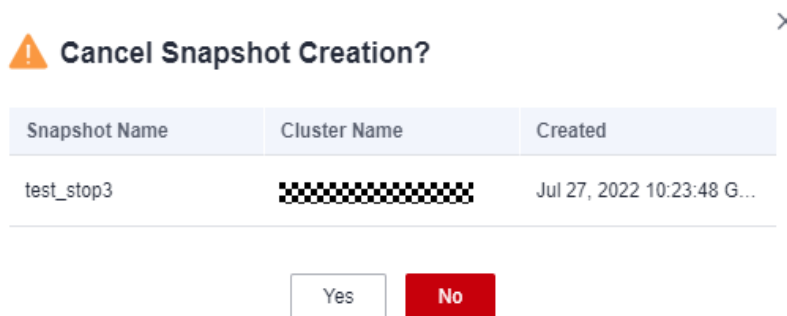 Cancel Snapshot Creation?
Snapshot Name Cluster Name Created
test_stop3 Jul 27, 2022 10:23:48 G...
Yes No